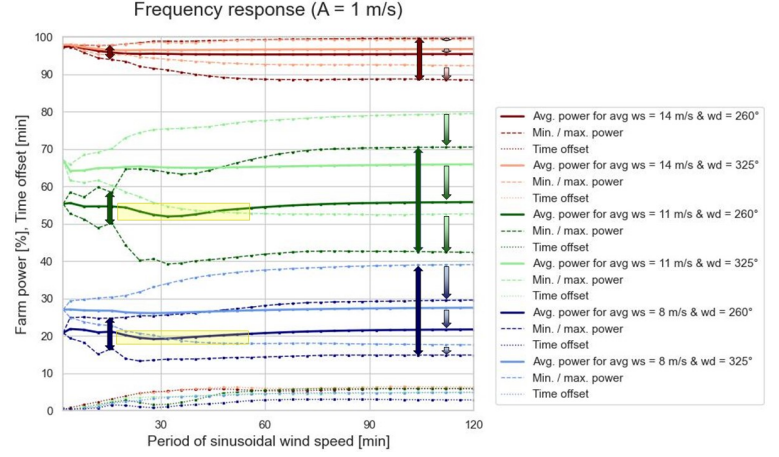 Frequency response (A = 1 m/s)
Farm power [%], Time offset [min]
100
90
80
70
60
50
40
30
20
10
0
30
60
90
120
Period of sinusoidal wind speed [min]
Avg. power for avg ws = 14 m/s & wd = 260°
Min. / max. power
Time offset
Avg. power for avg ws = 14 m/s & wd = 325°
Min. / max. power
Time offset
Avg. power for avg ws = 11 m/s & wd = 260°
Min. / max. power
Time offset
Avg. power for avg ws = 11 m/s & wd = 325°
Min. / max. power
Time offset
Avg. power for avg ws = 8 m/s & wd = 260°
Min. / max. power
Time offset
Avg. power for avg ws = 8 m/s & wd = 325°
Min. / max. power
Time offset